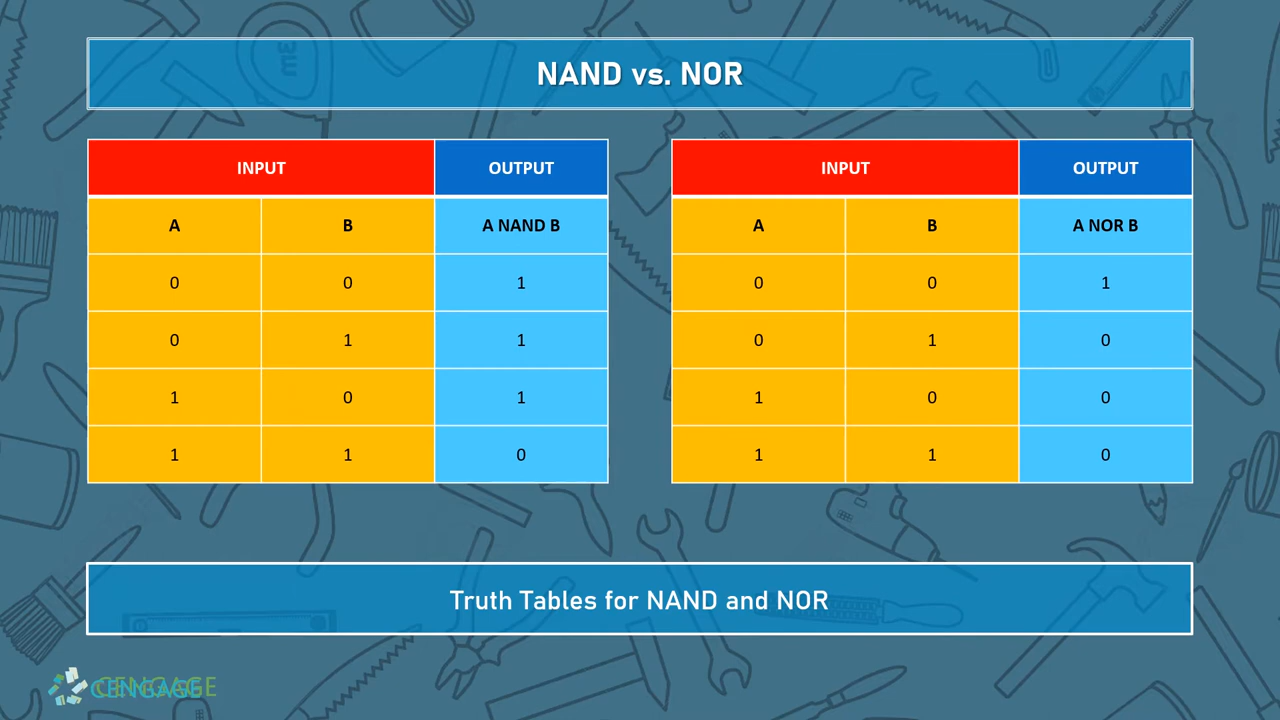 NAND vs. NOR
INPUT OUTPUT
A B A NAND B
0 0 1
0 1 1
1 0 1
1 1 0
INPUT OUTPUT
A B A NOR B
0 0 1
0 1 0
1 0 0
1 1 0
Truth Tables for NAND and NOR
CENGAGE